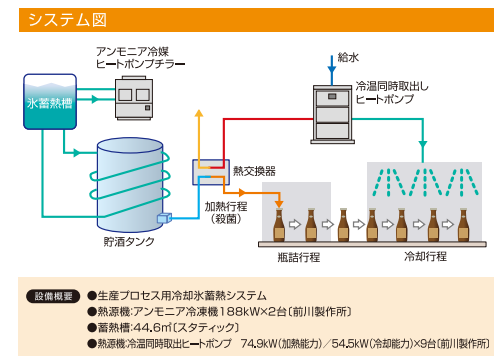 システム図
アンモニア冷媒
ヒートポンプチラー
給水
氷蓄熱槽
冷温同時取出し
ヒートポンプ
熱交換器
加熱行程
（殺菌）
貯酒タンク
瓶詰行程
冷却行程
設備概要
●生産プロセス用冷却氷蓄熱システム
●熱源機:アンモニア冷凍機188kW×2台［前川製作所］
●蓄熱槽:44.6㎥［スタティック］
●熱源機:冷温同時取出ヒートポンプ　74.9kW（加熱能力）／54.5kW（冷却能力）×9台［前川製作所］